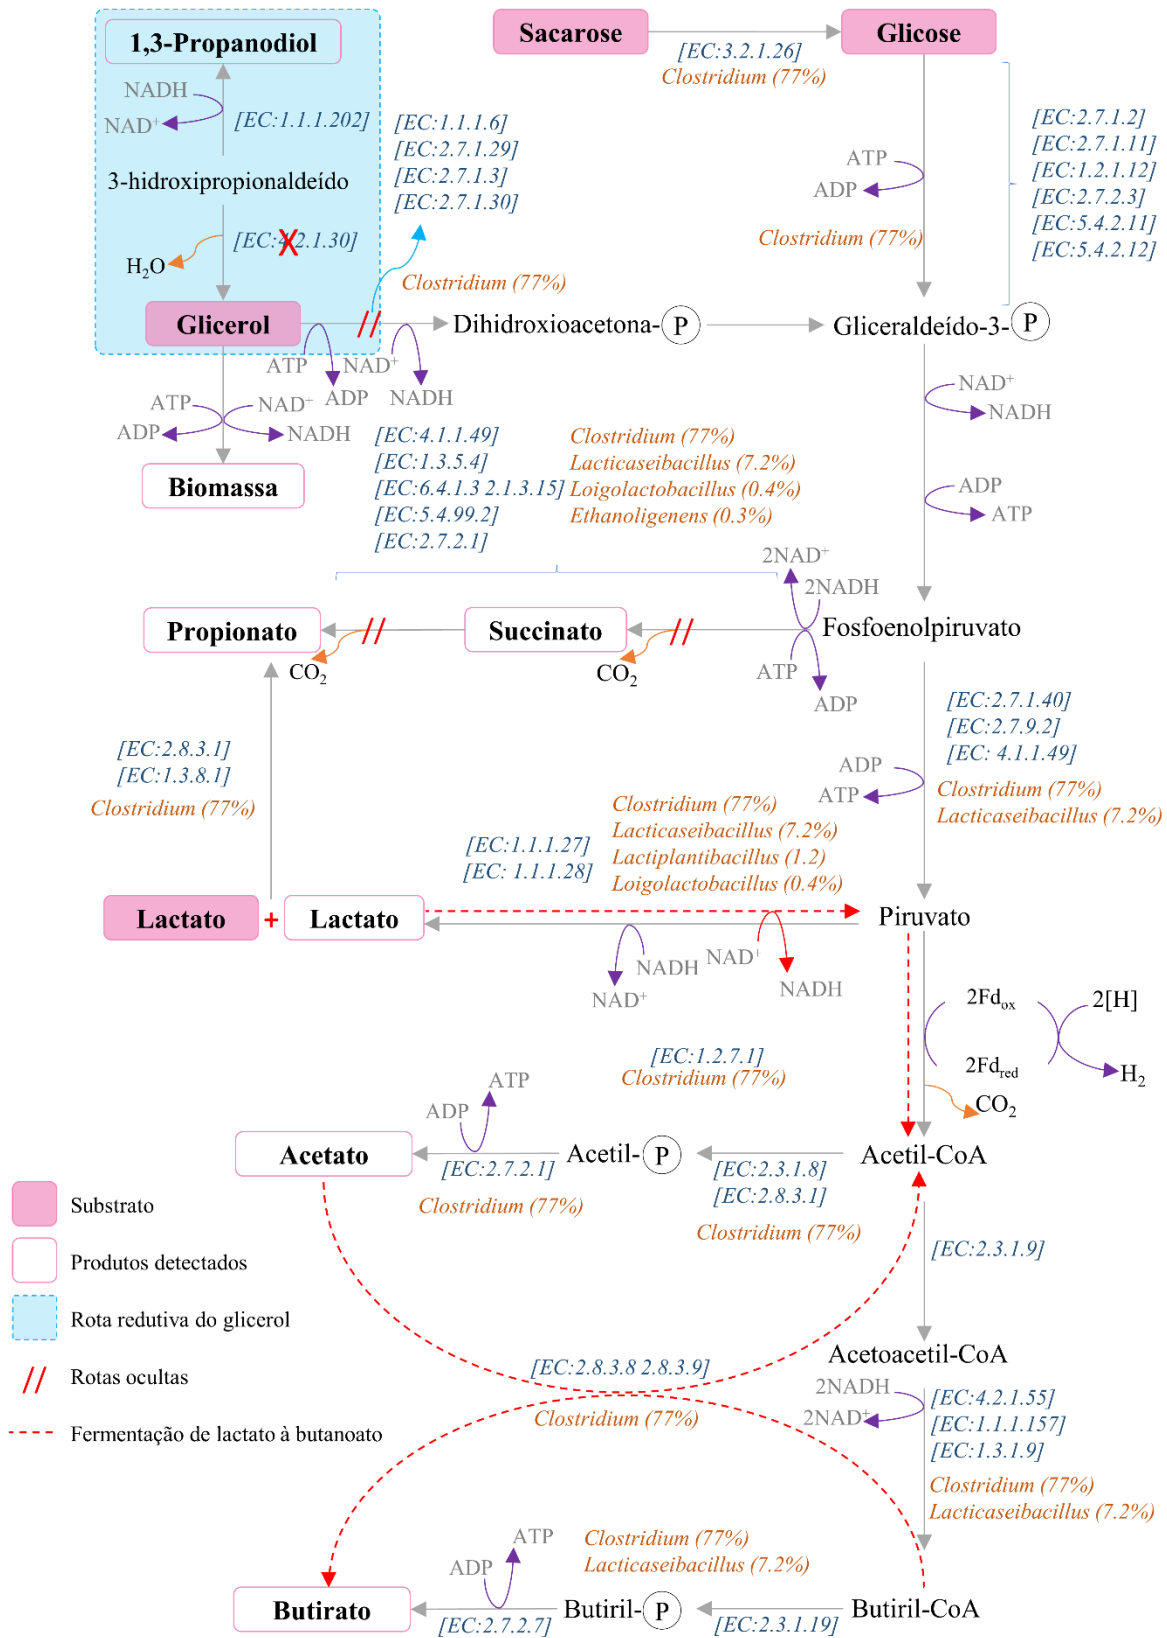 1,3-Propanodiol
Sacarose
[EC:3.2.1.26]
Clostridium (77%)
Glicose
NADH
NAD+
[EC:1.1.1.202]
3-hidroxipropionaldeído
[EC:4.2.1.30]
X
H2O
[EC:1.1.1.6]
[EC:2.7.1.29]
[EC:2.7.1.3]
[EC:2.7.1.30]
Clostridium (77%)
ATP
ADP
Clostridium (77%)
[EC:2.7.1.2]
[EC:2.7.1.11]
[EC:1.2.1.12]
[EC:2.7.2.3]
[EC:5.4.2.11]
[EC:5.4.2.12]
Glicerol
//
Dihidroxioacetona-P
Gliceraldeído-3-P
ATP
ADP
NAD+
NADH
ATP
ADP
NAD+
NADH
Biomassa
NAD+
NADH
ADP
ATP
[EC:4.1.1.49]
[EC:1.3.5.4]
[EC:6.4.1.3 2.1.3.15]
[EC:5.4.99.2]
[EC:2.7.2.1]
Clostridium (77%)
Lacticaseibacillus (7.2%)
Loigolactobacillus (0.4%)
Ethanoligenens (0.3%)
2NAD+
2NADH
Propionato
//
CO2
Succinato
//
CO2
Fosfoenolpiruvato
ATP
ADP
[EC:2.7.1.40]
[EC:2.7.9.2]
[EC: 4.1.1.49]
ADP
ATP
Clostridium (77%)
Lacticaseibacillus (7.2%)
[EC:2.8.3.1]
[EC:1.3.8.1]
Clostridium (77%)
[EC:1.1.1.27]
[EC: 1.1.1.28]
Clostridium (77%)
Lacticaseibacillus (7.2%)
Lactiplantibacillus (1.2)
Loigolactobacillus (0.4%)
Lactato + Lactato
Piruvato
NADH
NAD+
NAD+
NADH
2Fdox
2Fdred
2[H]
H2
CO2
[EC:1.2.7.1]
Clostridium (77%)
ATP
ADP
Acetato
[EC:2.7.2.1]
Clostridium (77%)
Acetil-P
[EC:2.3.1.8]
[EC:2.8.3.1]
Clostridium (77%)
Acetil-CoA
[EC:2.3.1.9]
Substrato
Produtos detectados
Rota redutiva do glicerol
// Rotas ocultas
Fermentação de lactato à butanoato
[EC:2.8.3.8 2.8.3.9]
Clostridium (77%)
Acetoacetil-CoA
2NADH
2NAD+
[EC:4.2.1.55]
[EC:1.1.1.157]
[EC:1.3.1.9]
Clostridium (77%)
Lacticaseibacillus (7.2%)
Clostridium (77%)
Lacticaseibacillus (7.2%)
ATP
ADP
Butirato
[EC:2.7.2.7]
Butiril-P
[EC:2.3.1.19]
Butiril-CoA